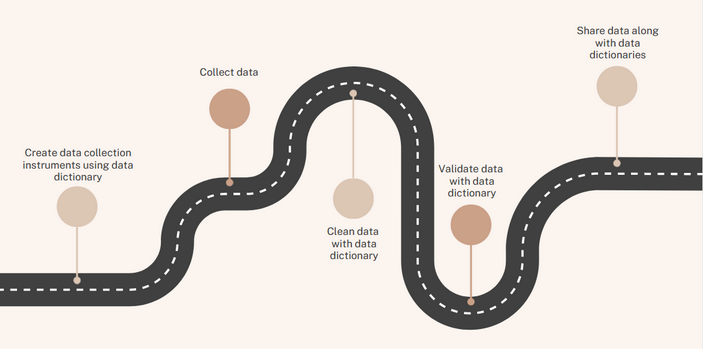 Create data collection
instruments using data
dictionary
Collect data
Clean data
with data
dictionary
Validate data
with data
dictionary
Share data along
with data
dictionaries